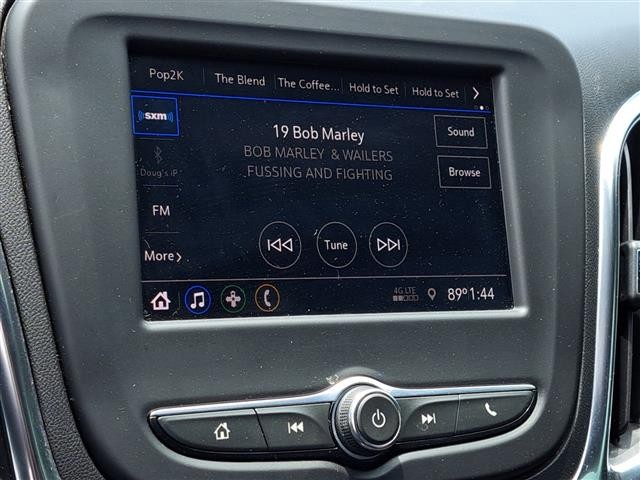 Pop2K The Blend The Coffee... Hold to Set Hold to Set >
sxm
19 Bob Marley
Sound
BOB MARLEY & WAILERS
Doug's iP
FUSSING AND FIGHTING
Browse
FM
Tune
More >
4G LTE
89° 1:44